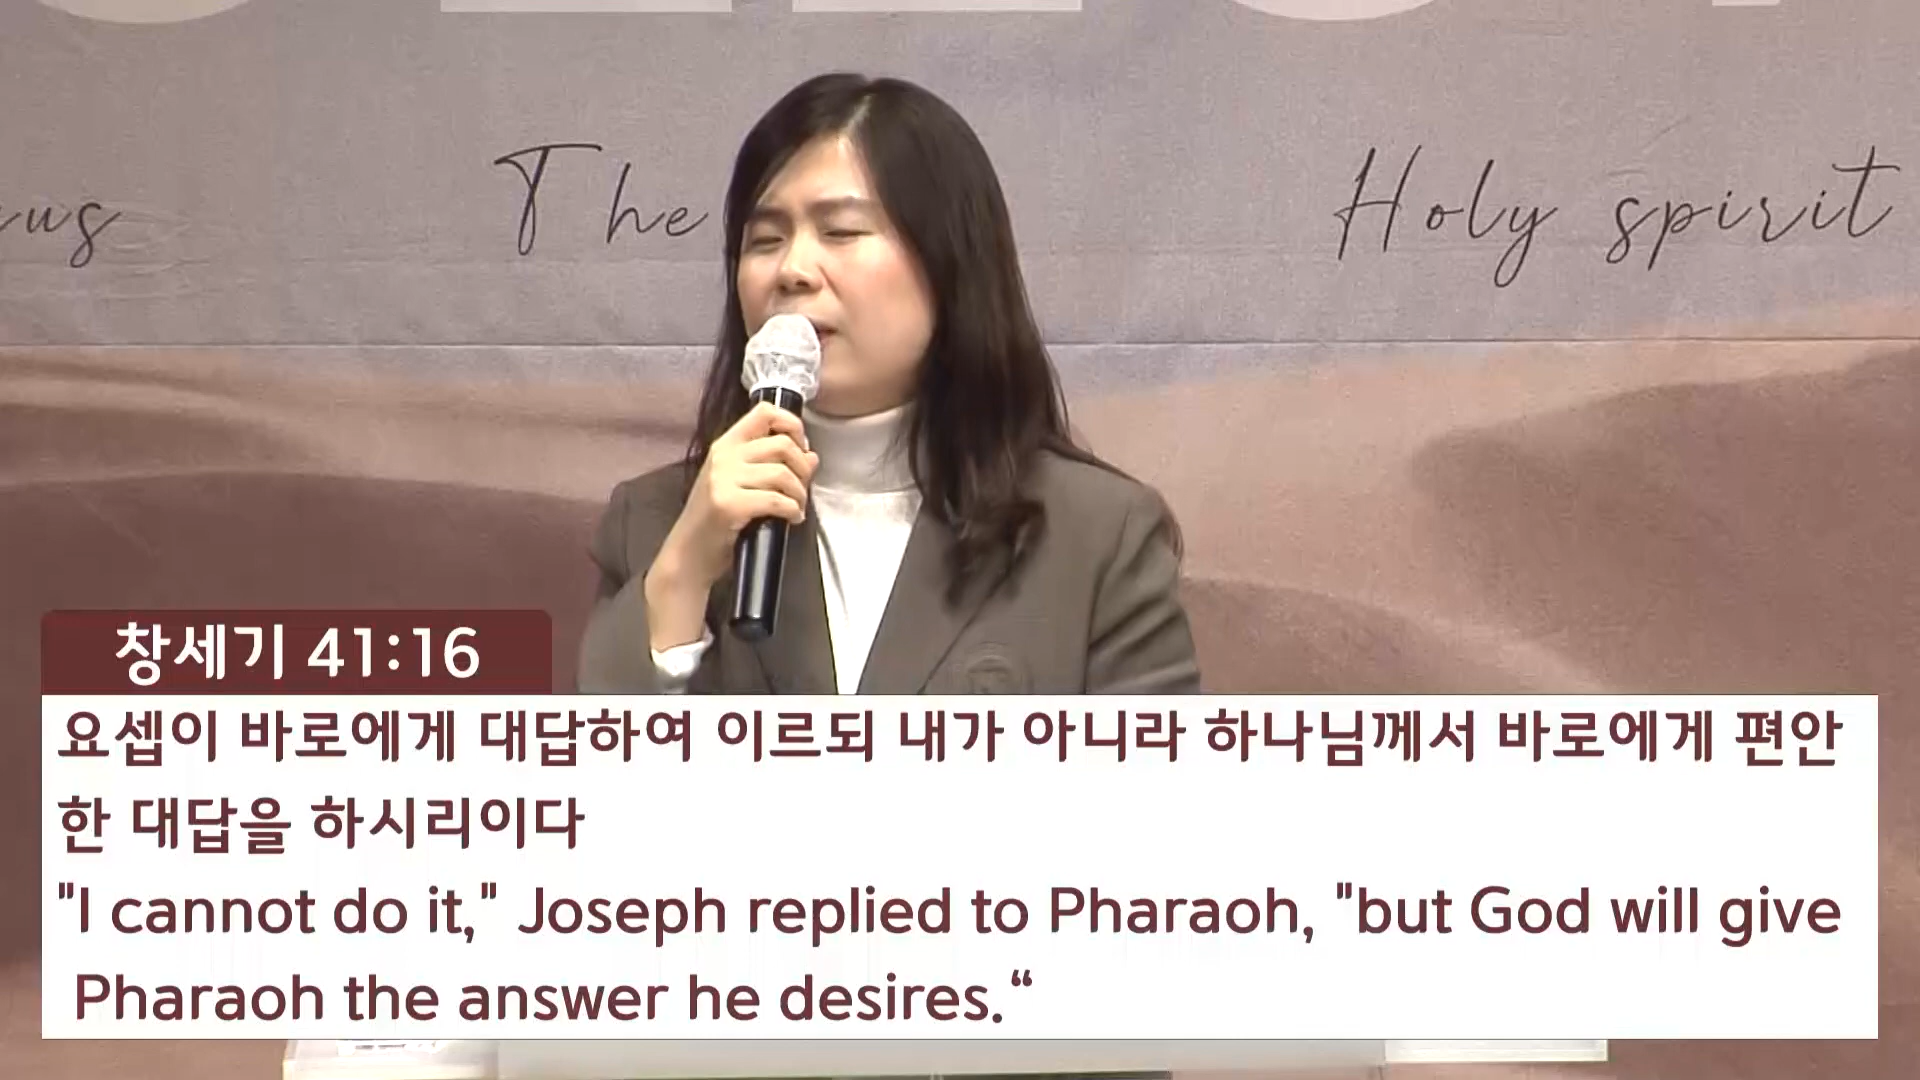 The Holy spirit
창세기 41:16
요셉이 바로에게 대답하여 이르되 내가 아니라 하나님께서 바로에게 편안
한 대답을 하시리이다
"I cannot do it," Joseph replied to Pharaoh, "but God will give
Pharaoh the answer he desires.“